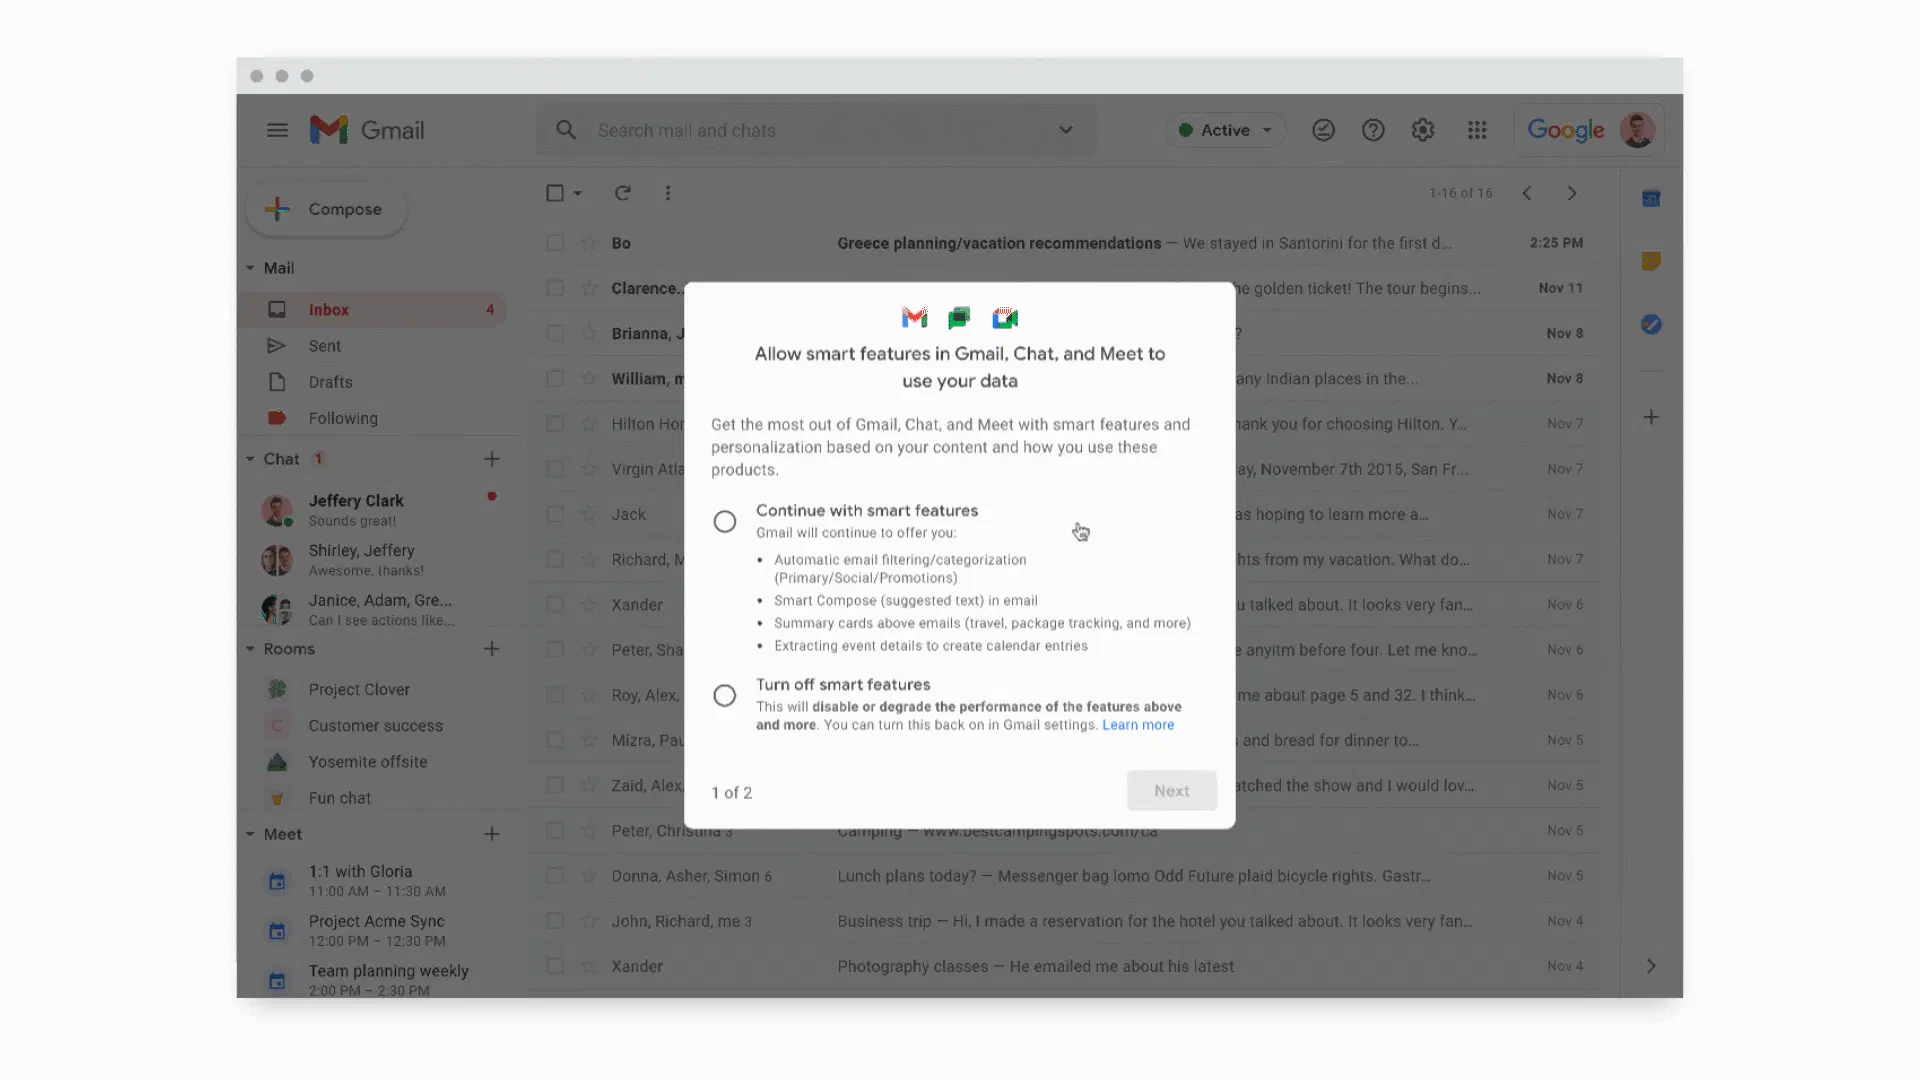 Gmail
Search mail and chats
Active
Google
Compose
1-16 of 16
Mail
Inbox 4
Sent
Drafts
Following
Chat 1
Jeffery Clark
Sounds great!
Shirley, Jeffery
Awesome, thanks!
Janice, Adam, Gre...
Can I see actions like...
Rooms
Project Clover
C Customer success
Yosemite offsite
Fun chat
Meet
1:1 with Gloria
11:00 AM – 11:30 AM
Project Acme Sync
12:00 PM – 12:30 PM
Team planning weekly
2:00 PM – 2:30 PM
Bo Greece planning/vacation recommendations — We stayed in Santorini for the first d... 2:25 PM
Clarence.. he golden ticket! The tour begins... Nov 11
Brianna, J ? Nov 8
William, m any Indian places in the... Nov 8
Hilton Hor hank you for choosing Hilton. Y... Nov 7
Virgin Atla ay, November 7th 2015, San Fr... Nov 7
Jack as hoping to learn more a... Nov 7
Richard, M hts from my vacation. What do... Nov 7
Xander u talked about. It looks very fan... Nov 6
Peter, Sha e anyitm before four. Let me kno... Nov 6
Roy, Alex, me about page 5 and 32. I think... Nov 6
Mizra, Pau and bread for dinner to... Nov 5
Zaid, Alex, atched the show and I would lov... Nov 5
Peter, Christina 3 Camping — www.bestcampingspots.com/ca Nov 5
Donna, Asher, Simon 6 Lunch plans today? — Messenger bag lomo Odd Future plaid bicycle rights. Gastr... Nov 5
John, Richard, me 3 Business trip — Hi, I made a reservation for the hotel you talked about. It looks very fan... Nov 4
Xander Photography classes — He emailed me about his latest Nov 4
Allow smart features in Gmail, Chat, and Meet to
use your data
Get the most out of Gmail, Chat, and Meet with smart features and
personalization based on your content and how you use these
products.
Continue with smart features
Gmail will continue to offer you:
• Automatic email filtering/categorization
(Primary/Social/Promotions)
• Smart Compose (suggested text) in email
• Summary cards above emails (travel, package tracking, and more)
• Extracting event details to create calendar entries
Turn off smart features
This will disable or degrade the performance of the features above
and more. You can turn this back on in Gmail settings. Learn more
1 of 2
Next